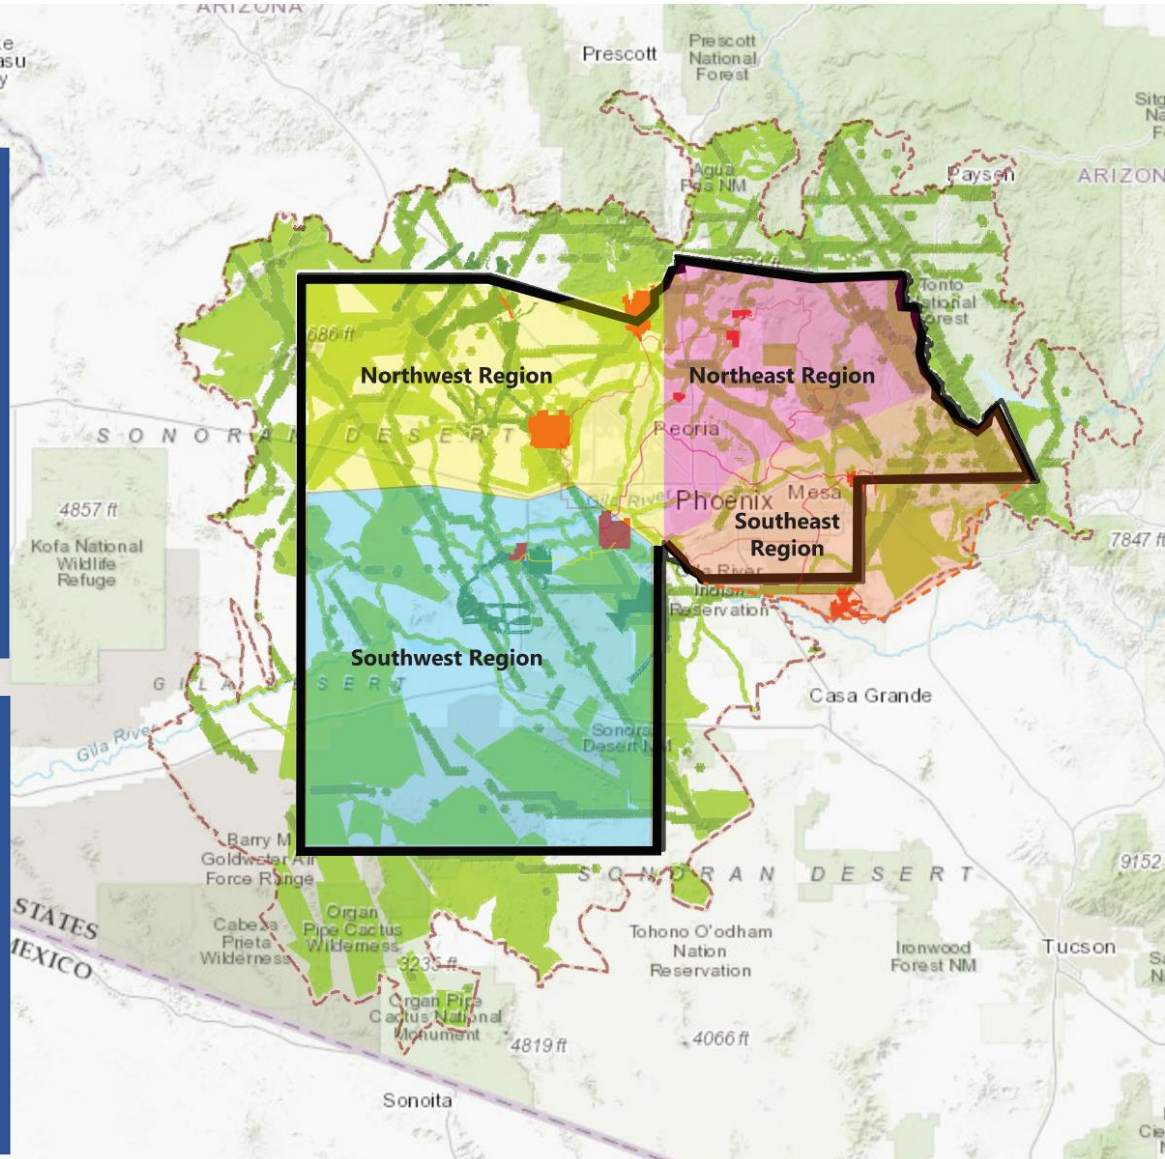 ARIZONA
Prescott
Prescott
National
Forest
Agua
Fria NM
Payson
ARIZON
Tonto
National
Forest
686 ft
Northwest Region
Northeast Region
SONORAN DESERT
Peoria
4857 ft
Kofa National
Wildlife
Refuge
Gila River
Phoenix
Mesa
Southeast
Region
7847 ft
Gila River
Indian
Reservation
Southwest Region
GILA DESERT
Casa Grande
Gila River
Sonoran
Desert NM
Barry M
Goldwater Air
Force Range
SONORAN DESERT
9152
STATES
MEXICO
Cabeza
Prieta
Wilderness
Organ
Pipe Cactus
Wilderness
3235 ft
Tohono O'odham
Nation
Reservation
Ironwood
Forest NM
Tucson
Organ Pipe
Cactus National
Monument
4819 ft
4066 ft
Sonoita